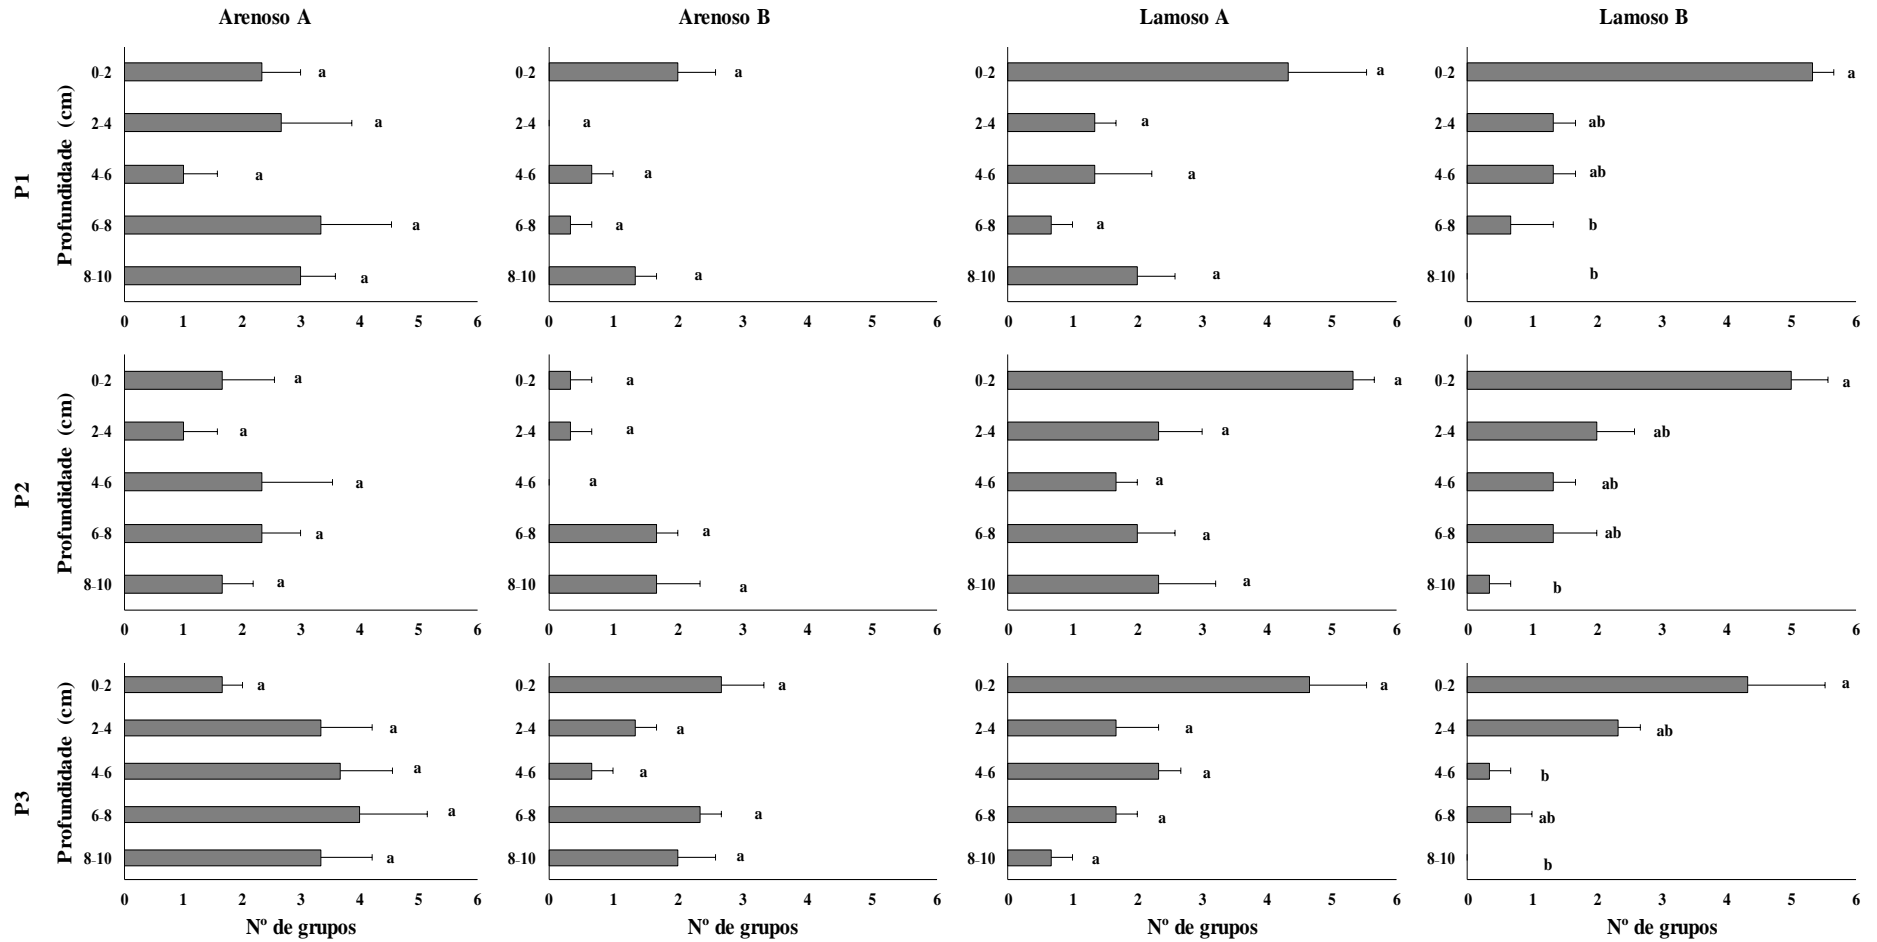 Arenoso A Arenoso B Lamoso A Lamoso B
P1
Profundidade (cm)
0-2 a 0-2 a 0-2 a 0-2 a
2-4 a 2-4 a 2-4 a 2-4 ab
4-6 a 4-6 a 4-6 a 4-6 ab
6-8 a 6-8 a 6-8 a 6-8 b
8-10 a 8-10 a 8-10 a 8-10 b
0 1 2 3 4 5 6 0 1 2 3 4 5 6 0 1 2 3 4 5 6 0 1 2 3 4 5 6
P2
Profundidade (cm)
0-2 a 0-2 a 0-2 a 0-2 a
2-4 a 2-4 a 2-4 a 2-4 ab
4-6 a 4-6 a 4-6 a 4-6 ab
6-8 a 6-8 a 6-8 a 6-8 ab
8-10 a 8-10 a 8-10 a 8-10 b
0 1 2 3 4 5 6 0 1 2 3 4 5 6 0 1 2 3 4 5 6 0 1 2 3 4 5 6
P3
Profundidade (cm)
0-2 a 0-2 a 0-2 a 0-2 a
2-4 a 2-4 a 2-4 a 2-4 ab
4-6 a 4-6 a 4-6 a 4-6 b
6-8 a 6-8 a 6-8 a 6-8 ab
8-10 a 8-10 a 8-10 a 8-10 b
0 1 2 3 4 5 6 0 1 2 3 4 5 6 0 1 2 3 4 5 6 0 1 2 3 4 5 6
Nº de grupos Nº de grupos Nº de grupos Nº de grupos